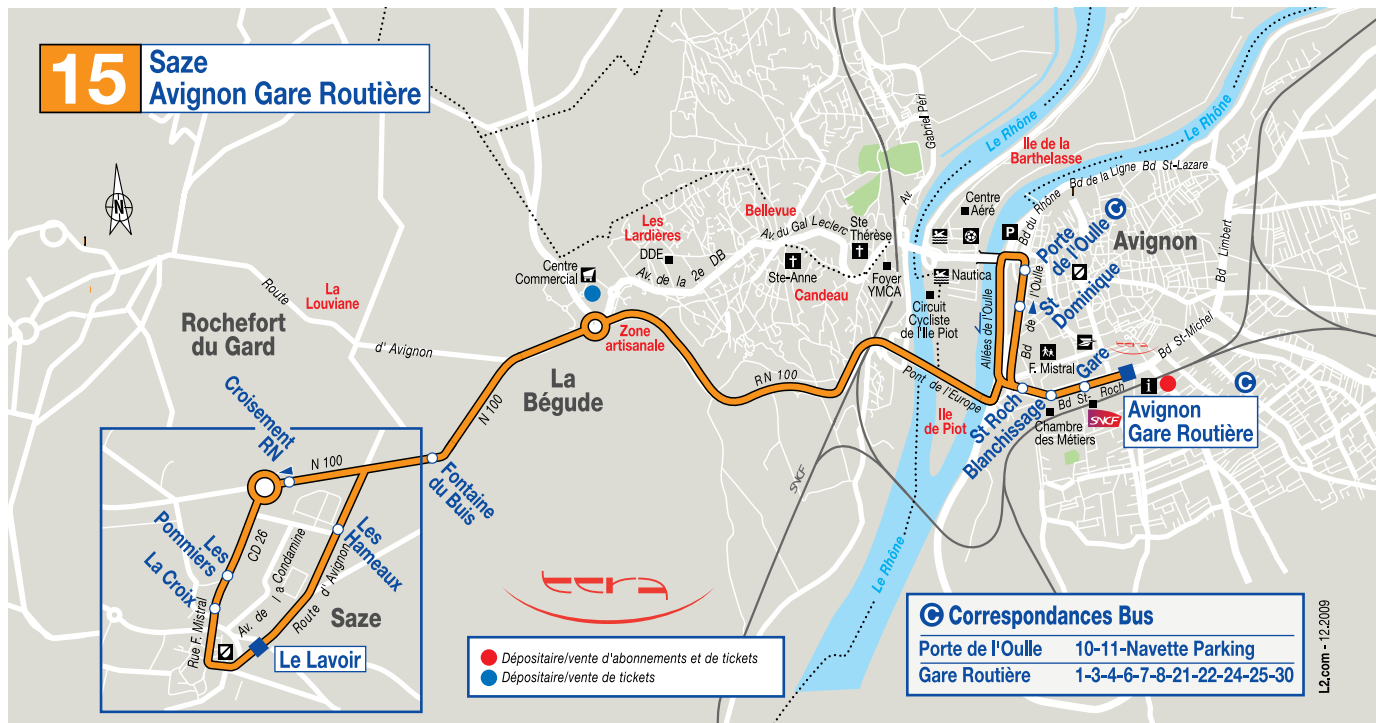 15
Saze
Avignon Gare Routière
N
La
Louviane
Rochefort
du Gard
Route
d' Avignon
Croisement
RN
N 100
N 100
Fontaine
du Buis
Les
Pommiers
La Croix
CD 26
Rue F. Mistral
Av. de la Condamine
Route d' Avignon
Les
Hameaux
Saze
Le Lavoir
Centre
Commercial
La
Bégude
Zone
artisanale
Les
Lardières
DDE
Av. de la 2e DB
Bellevue
Av. du Gal Leclerc
Ste-Anne
Candeau
Ste
Thérèse
Foyer
YMCA
Av. Gabriel Péri
RN 100
SNCF
Pont de l'Europe
Ile
de Piot
Le Rhône
Le Rhône
Le Rhône
Ile de la
Barthelasse
Centre
Aéré
P
Nautica
Circuit
Cycliste
de l'Ile Piot
Allées de l'Oulle
Bd de l'Oulle
Bd du Rhône
Bd de la Ligne
Bd St-Lazare
Bd Limbert
Bd St-Michel
Bd St-Roch
C
Porte
de l'Oulle
St
Dominique
Avignon
F. Mistral
Gare
St Roch
Blanchissage
Chambre
des Métiers
SNCF
i
C
Avignon
Gare Routière
Dépositaire/vente d'abonnements et de tickets
Dépositaire/vente de tickets
C Correspondances Bus
Porte de l'Oulle 10-11-Navette Parking
Gare Routière 1-3-4-6-7-8-21-22-24-25-30
L2.com - 12.2009